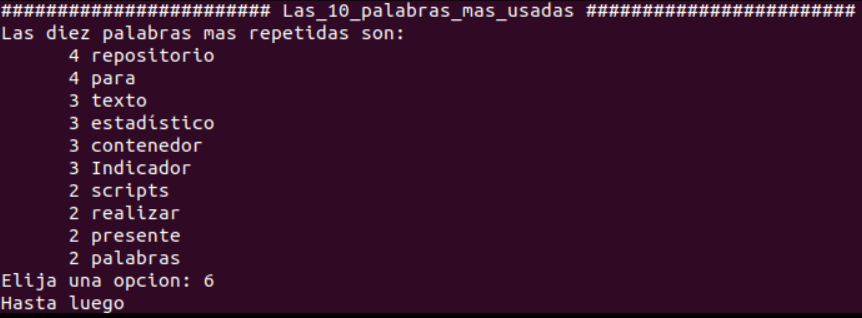 ######################## Las_10_palabras_mas_usadas ########################
Las diez palabras mas repetidas son:
4 repositorio
4 para
3 texto
3 estadístico
3 contenedor
3 Indicador
2 scripts
2 realizar
2 presente
2 palabras
Elija una opcion: 6
Hasta luego